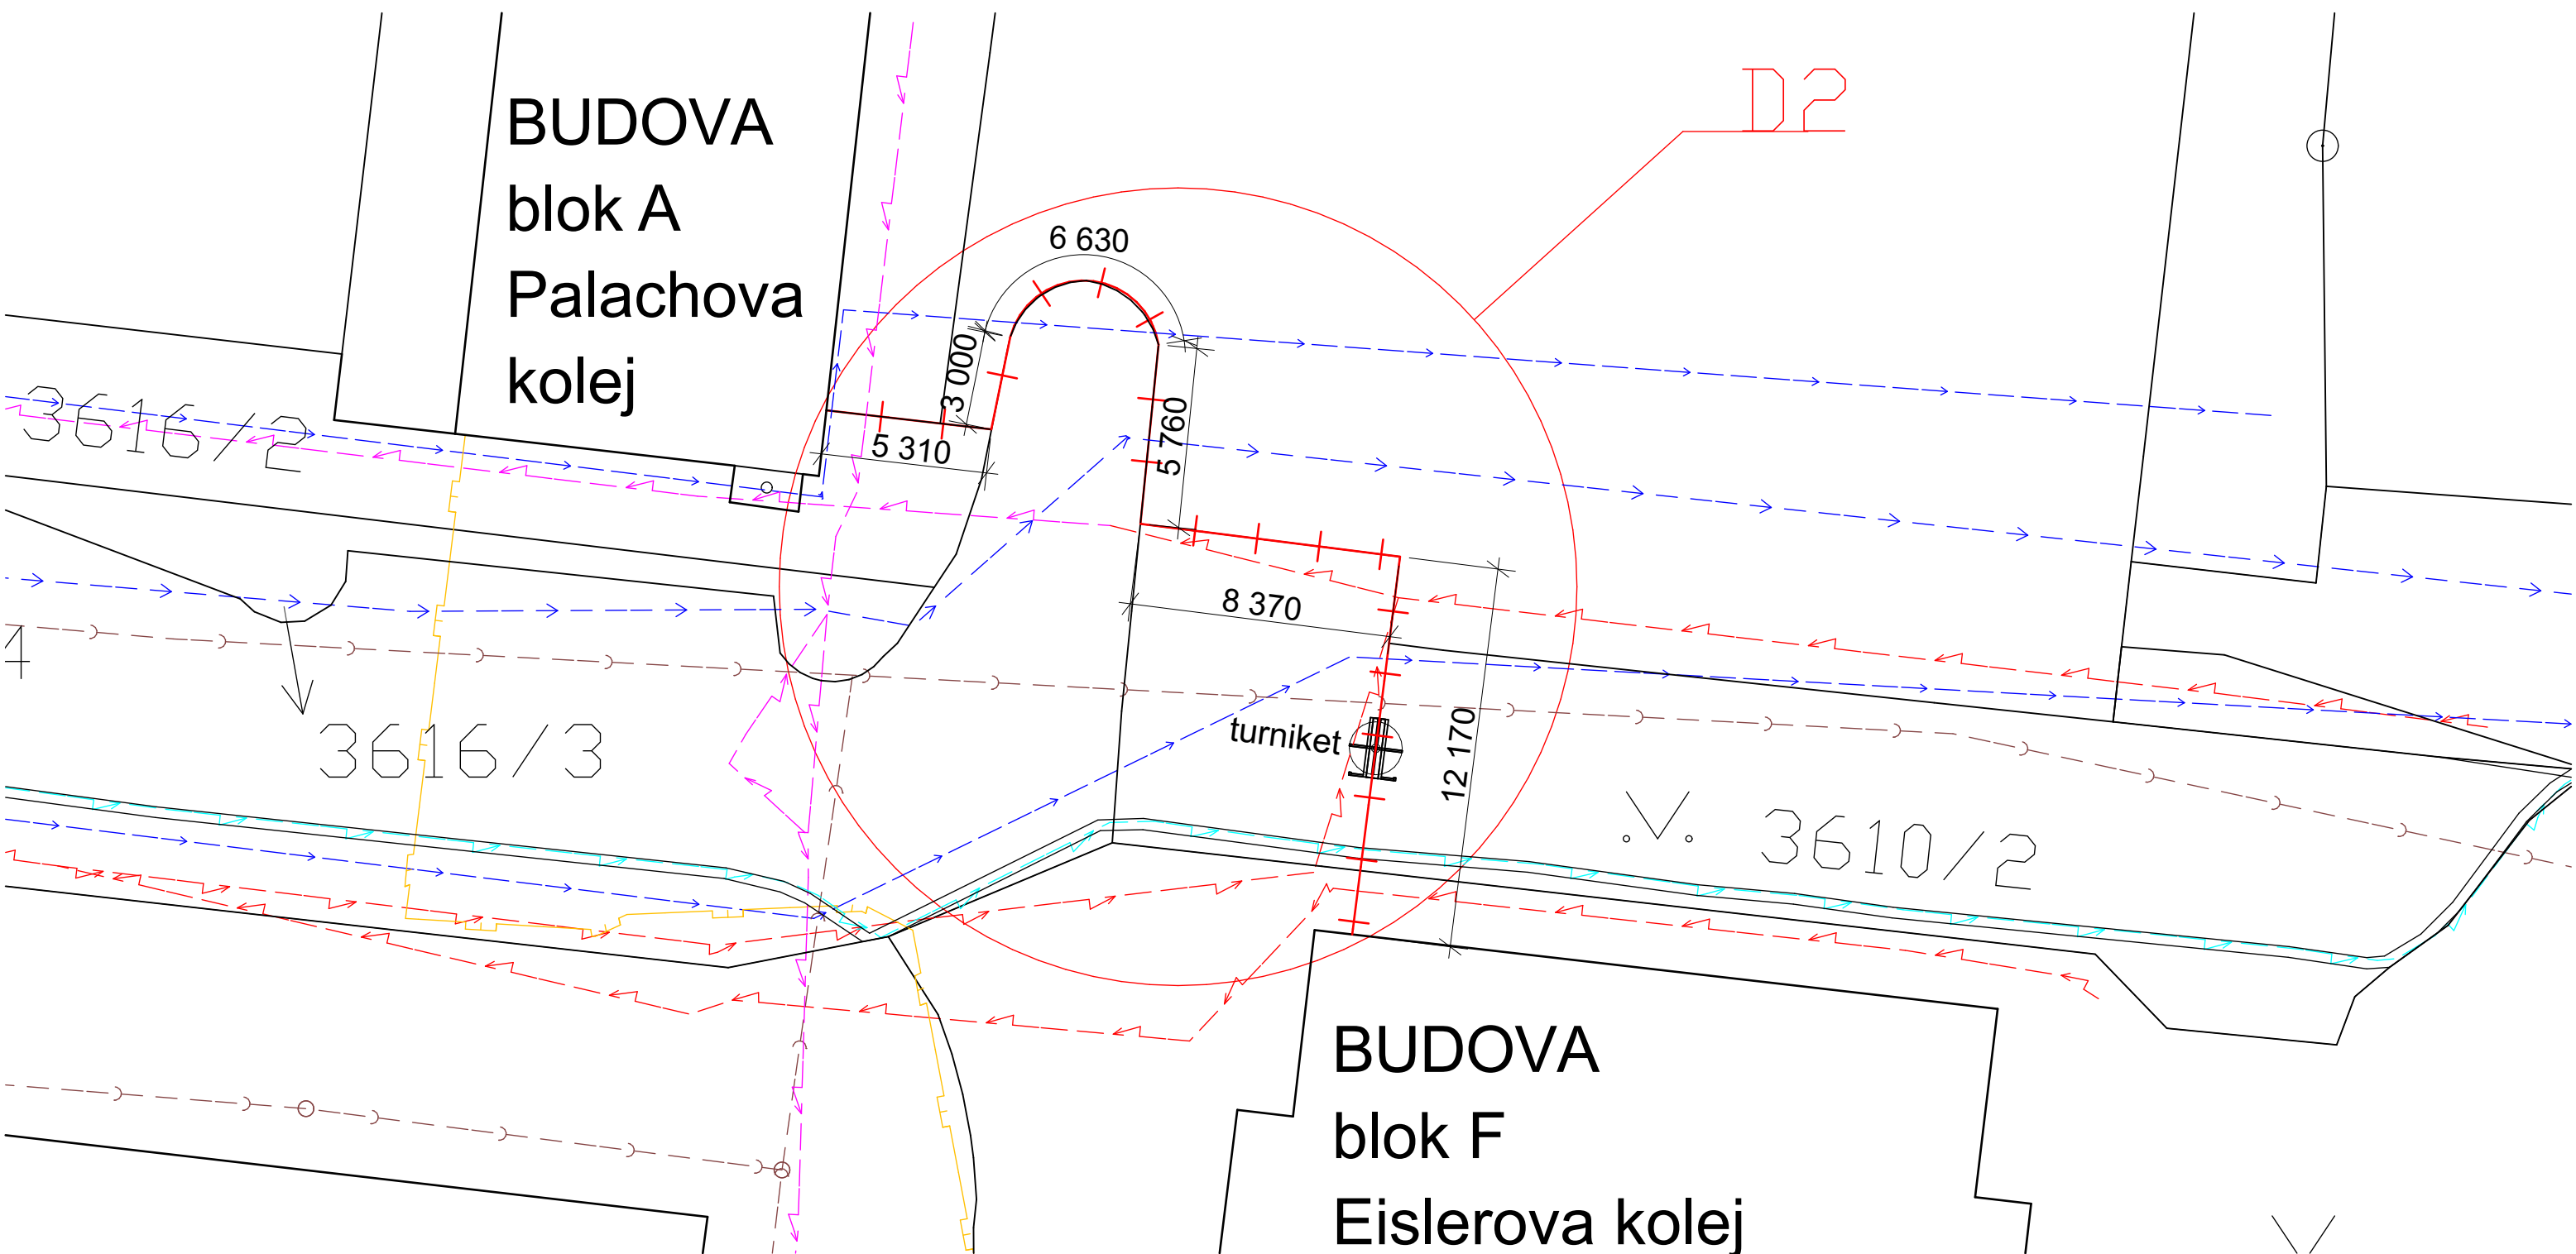 D2
BUDOVA
blok A
Palachova
kolej
6 630
3 000
5 310
5 760
3616/2
8 370
4
turniket
12 170
3616/3
3610/2
BUDOVA
blok F
Eislerova kolej